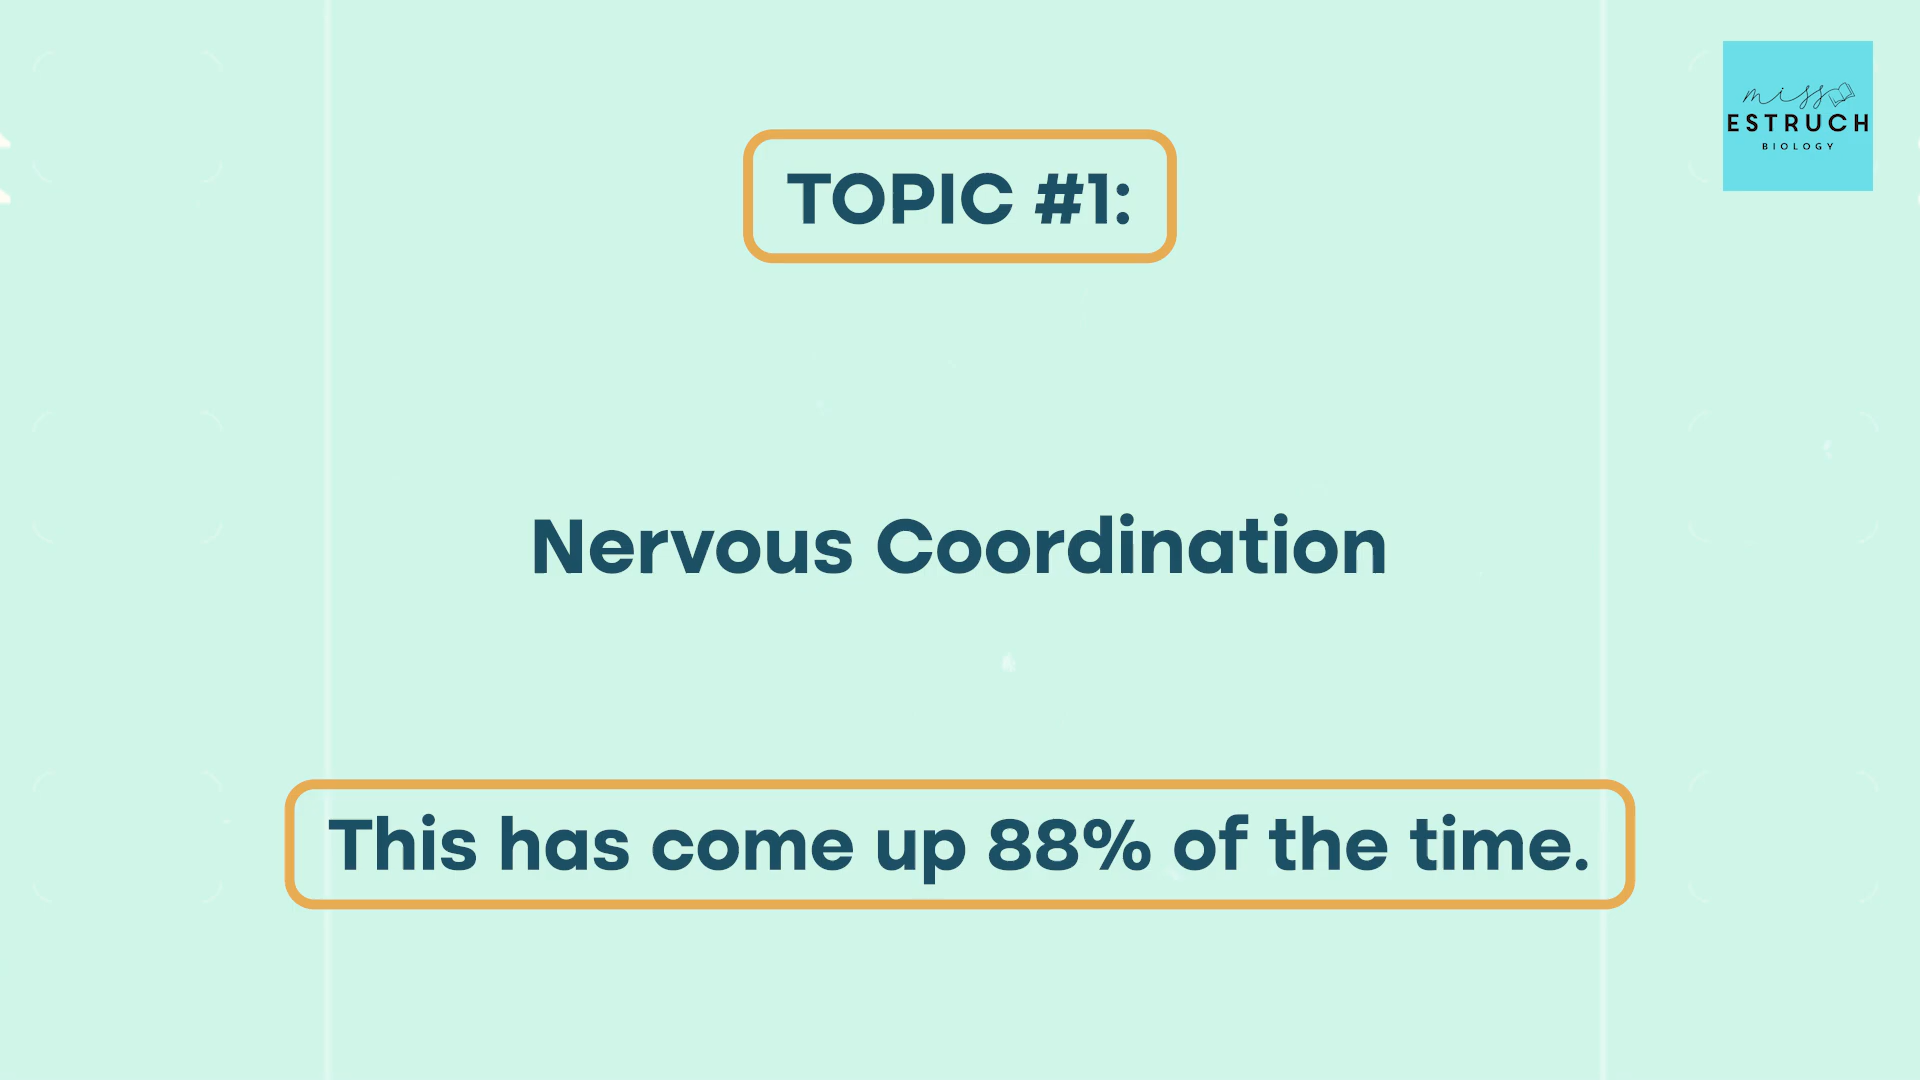 miss
ESTRUCH
BIOLOGY
TOPIC #1:
Nervous Coordination
This has come up 88% of the time.